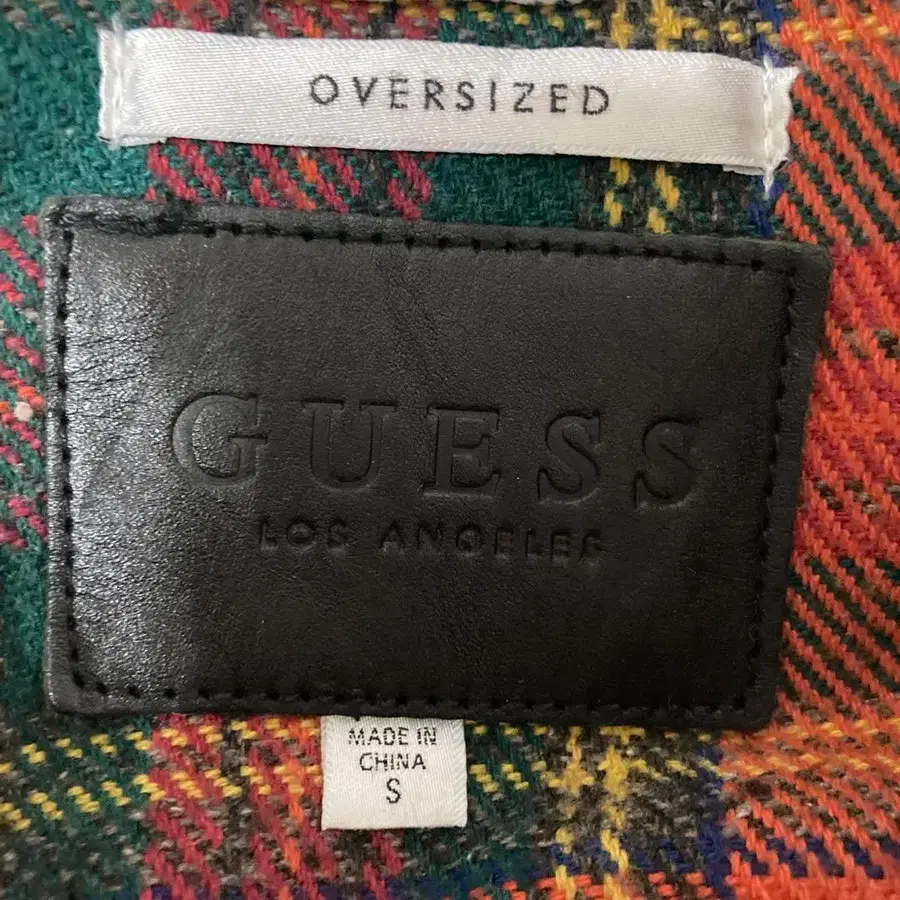 OVERSIZED
GUESS
LOS ANGELES
MADE IN
CHINA
S